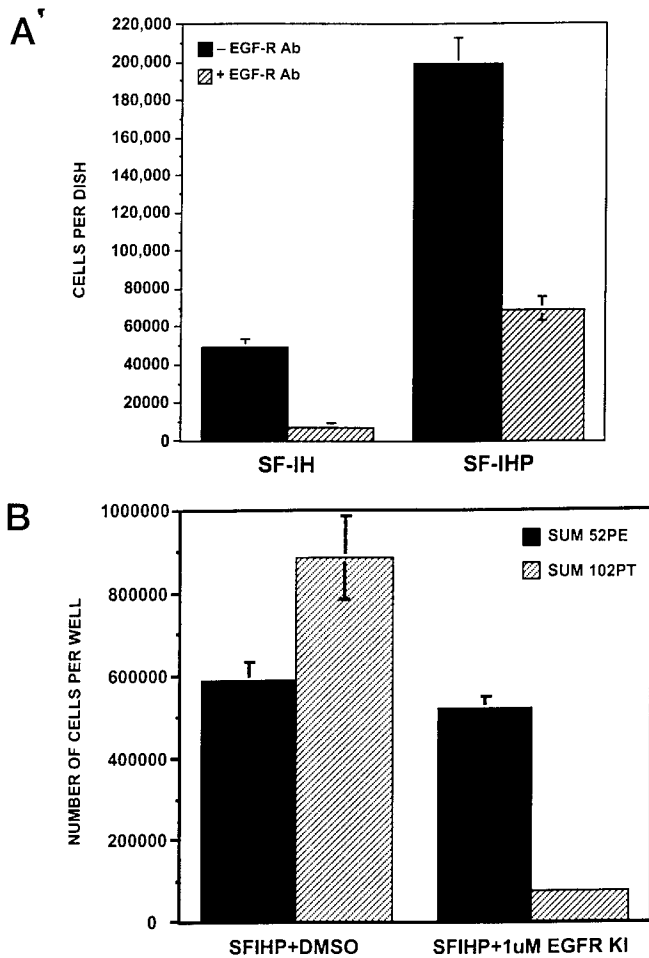 A
220,000
200,000
180,000
160,000
140,000
120,000
100,000
80,000
60000
40000
20000
0
CELLS PER DISH
– EGF-R Ab
+ EGF-R Ab
SF-IH
SF-IHP
B
1000000
800000
600000
400000
200000
0
NUMBER OF CELLS PER WELL
SUM 52PE
SUM 102PT
SFIHP+DMSO
SFIHP+1uM EGFR KI